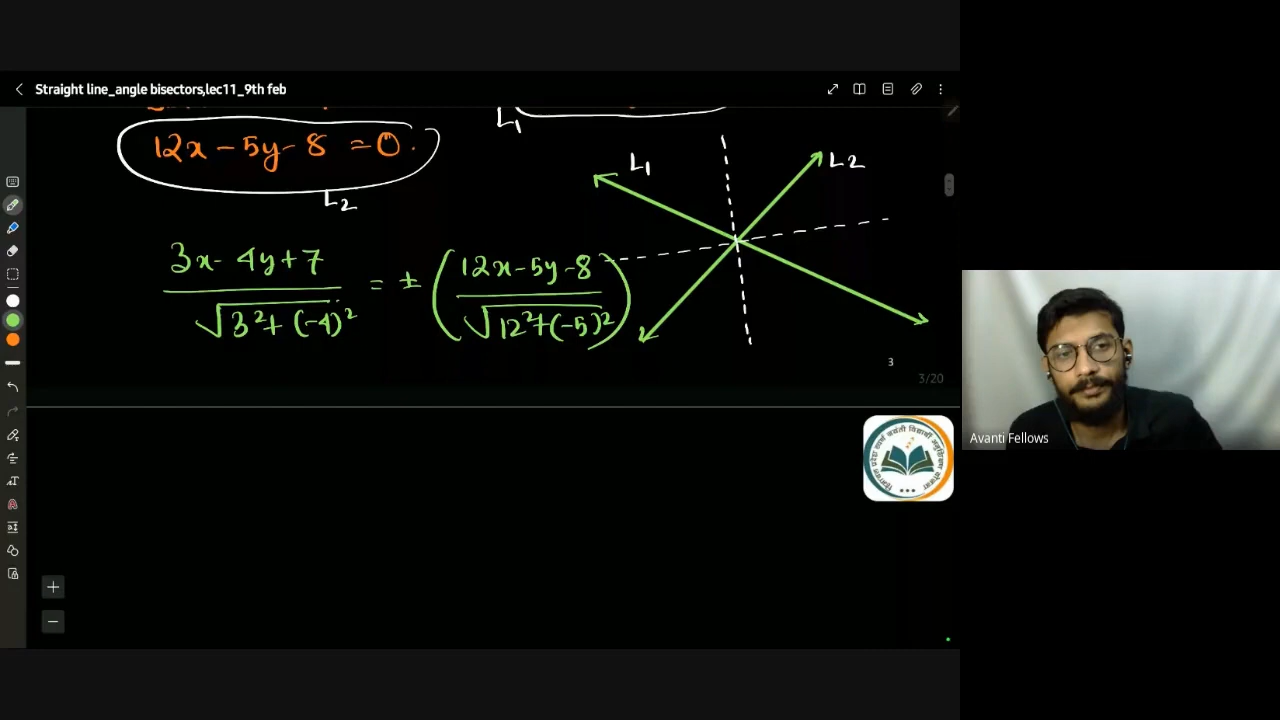 Straight line_angle bisectors,lec11_9th feb
L₁
12x - 5y - 8 = 0.
L₂
L₁
L₂
(3x - 4y + 7)/√(3² + (-4)²) = ± ((12x - 5y - 8)/√(12² + (-5)²))
3
3/20
Avanti Fellows